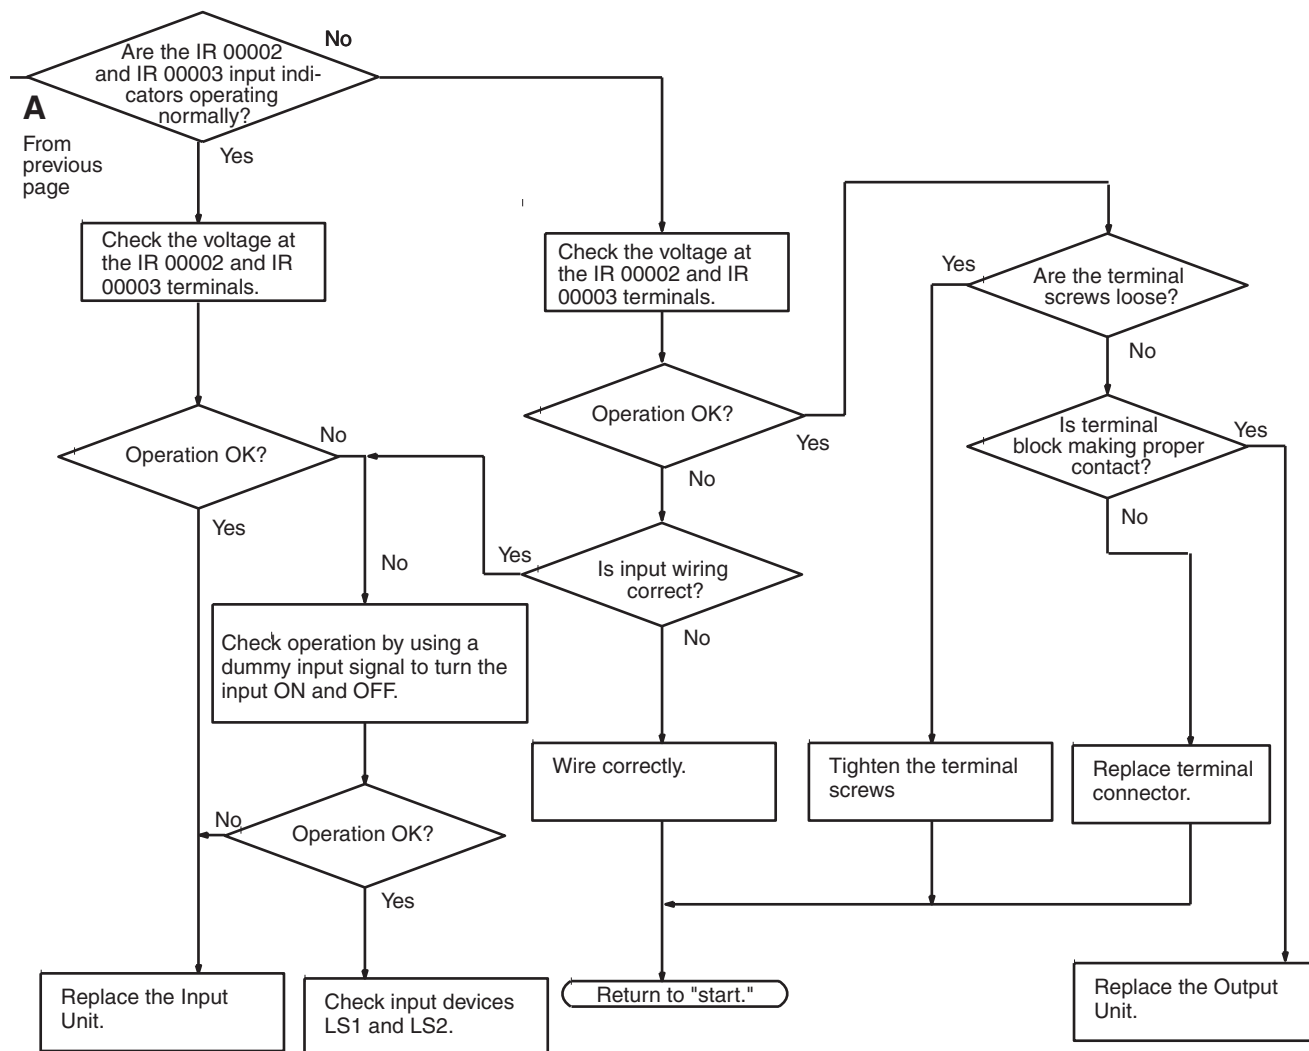 No
Are the IR 00002
and IR 00003 input indi-
cators operating
normally?
A
From
previous
page
Yes
Check the voltage at
the IR 00002 and IR
00003 terminals.
Check the voltage at
the IR 00002 and IR
00003 terminals.
Yes
Are the terminal
screws loose?
No
Operation OK?
Yes
No
Is terminal
block making proper
contact?
Yes
No
Operation OK?
No
Yes
No
Yes
Is input wiring
correct?
No
Check operation by using a
dummy input signal to turn the
input ON and OFF.
Wire correctly.
Tighten the terminal
screws
Replace terminal
connector.
No
Operation OK?
Yes
Replace the Input
Unit.
Check input devices
LS1 and LS2.
Return to "start."
Replace the Output
Unit.